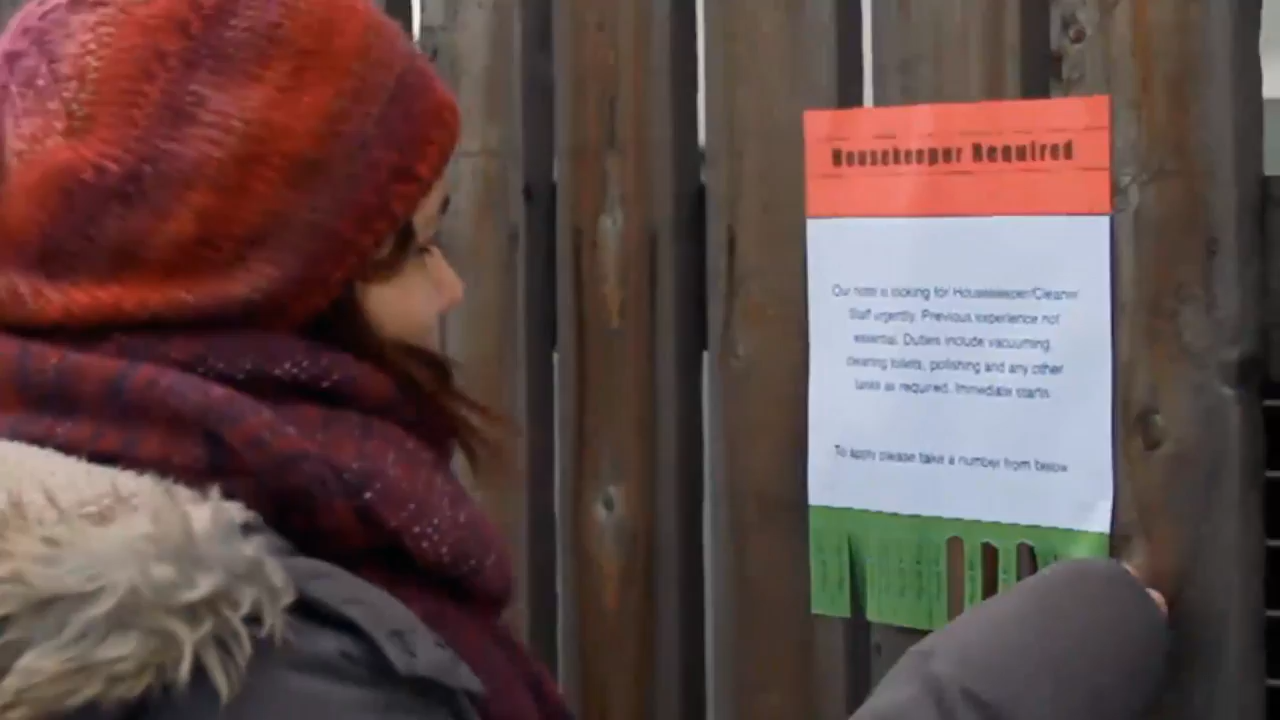 Housekeeper Required
Our hotel is looking for Housekeeper/Cleaner
Staff urgently. Previous experience not
essential. Duties include vacuuming,
cleaning toilets, polishing and any other
tasks as required. Immediate starts
To apply please take a number from below